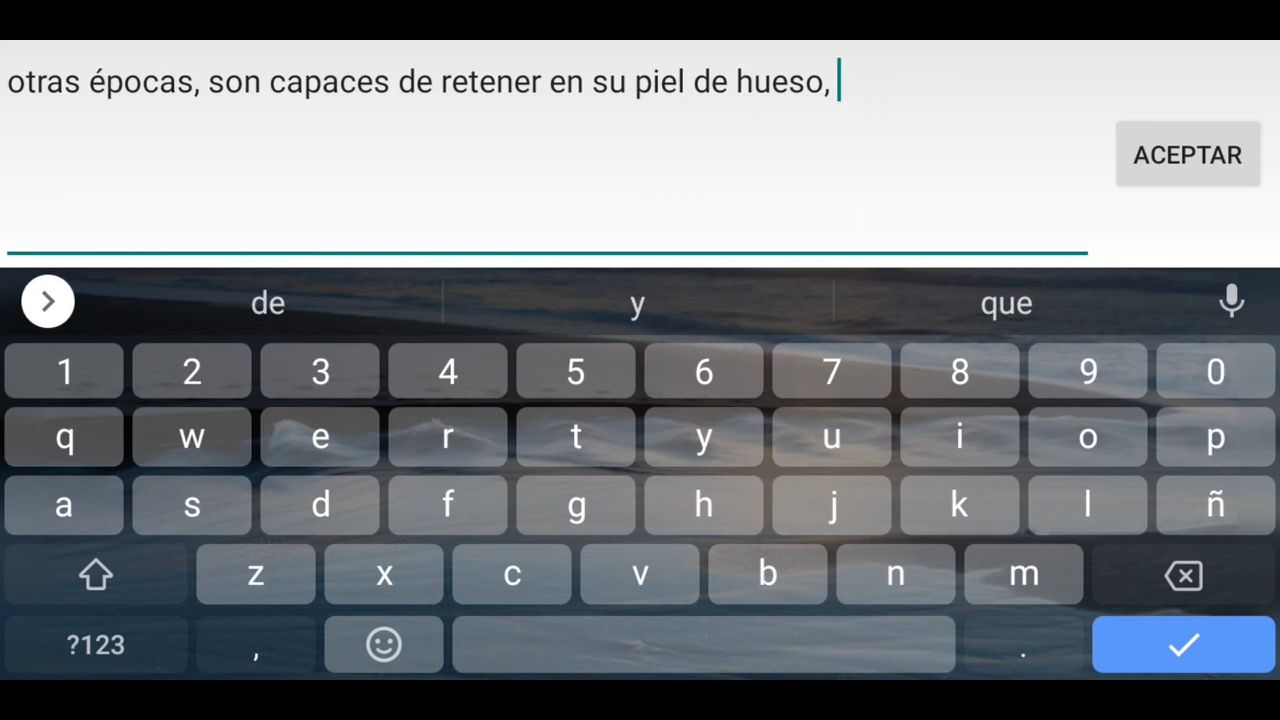 otras épocas, son capaces de retener en su piel de hueso,
ACEPTAR
de y que
1 2 3 4 5 6 7 8 9 0
q w e r t y u i o p
a s d f g h j k l ñ
z x c v b n m
?123 , .